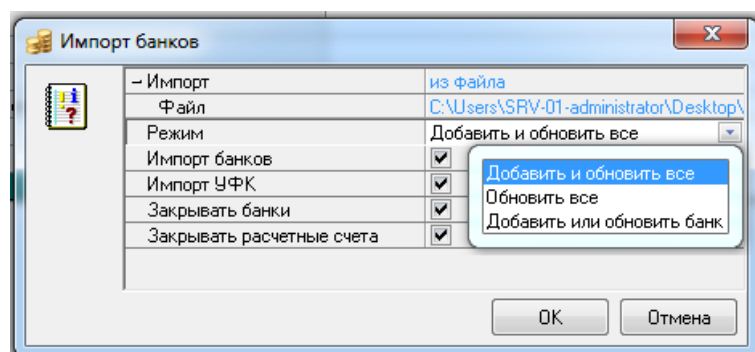 Импорт банков
– Импорт из файла
Файл C:\Users\SRV-01-administrator\Desktop\
Режим Добавить и обновить все
Импорт банков
Добавить и обновить все
Импорт УФК
Обновить все
Закрывать банки
Добавить или обновить банк
Закрывать расчетные счета
OK Отмена